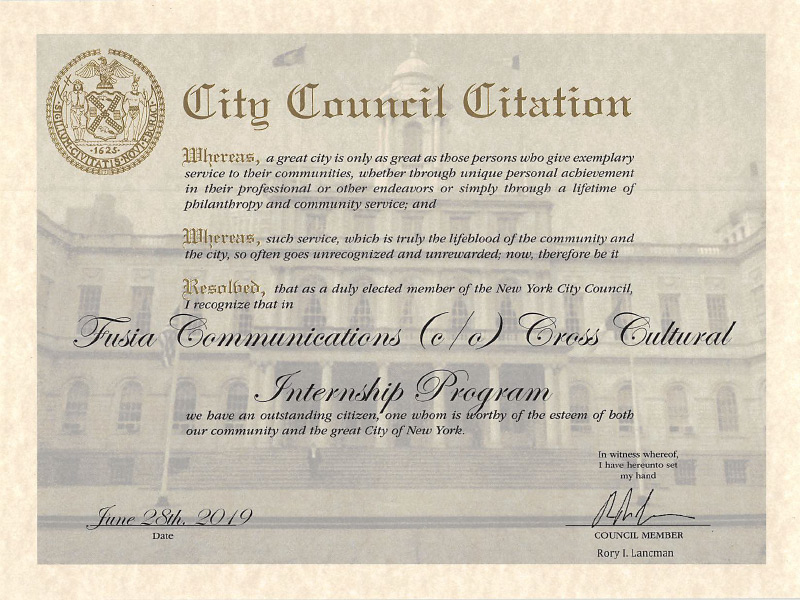 SIGILLUM CIVITATIS NOVI EBORACI
1625
City Council Citation
Whereas, a great city is only as great as those persons who give exemplary
service to their communities, whether through unique personal achievement
in their professional or other endeavors or simply through a lifetime of
philanthropy and community service; and
Whereas, such service, which is truly the lifeblood of the community and
the city, so often goes unrecognized and unrewarded; now, therefore be it
Resolved, that as a duly elected member of the New York City Council,
I recognize that in
Fusia Communications (c/o) Cross Cultural
Internship Program
we have an outstanding citizen, one whom is worthy of the esteem of both
our community and the great City of New York.
In witness whereof,
I have hereunto set
my hand
June 28th, 2019
Date
COUNCIL MEMBER
Rory I. Lancman